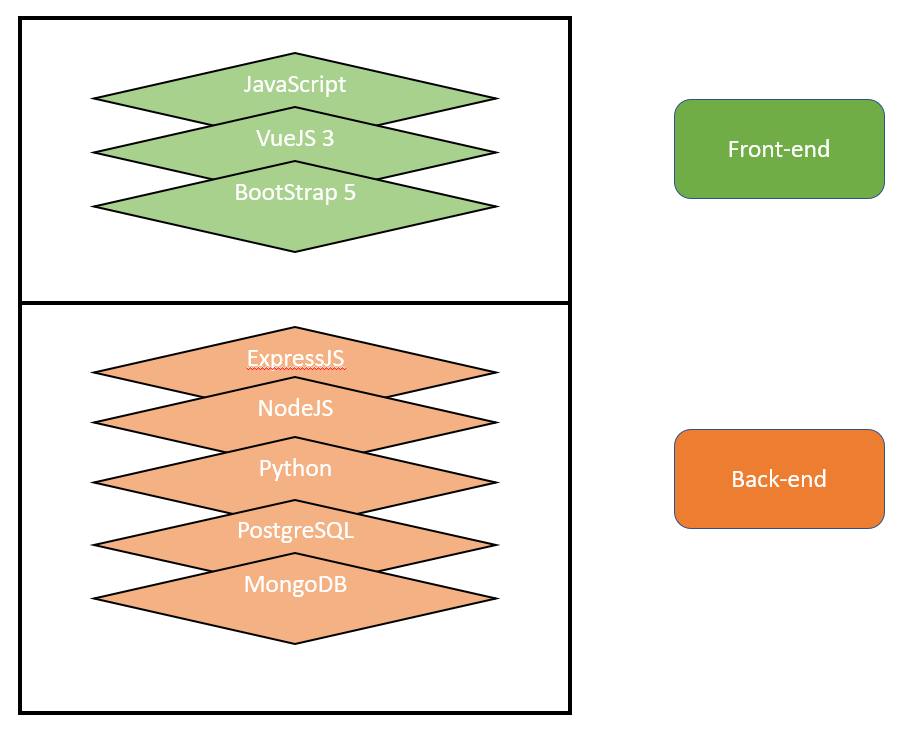 JavaScript
VueJS 3
BootStrap 5
Front-end
ExpressJS
NodeJS
Python
PostgreSQL
MongoDB
Back-end